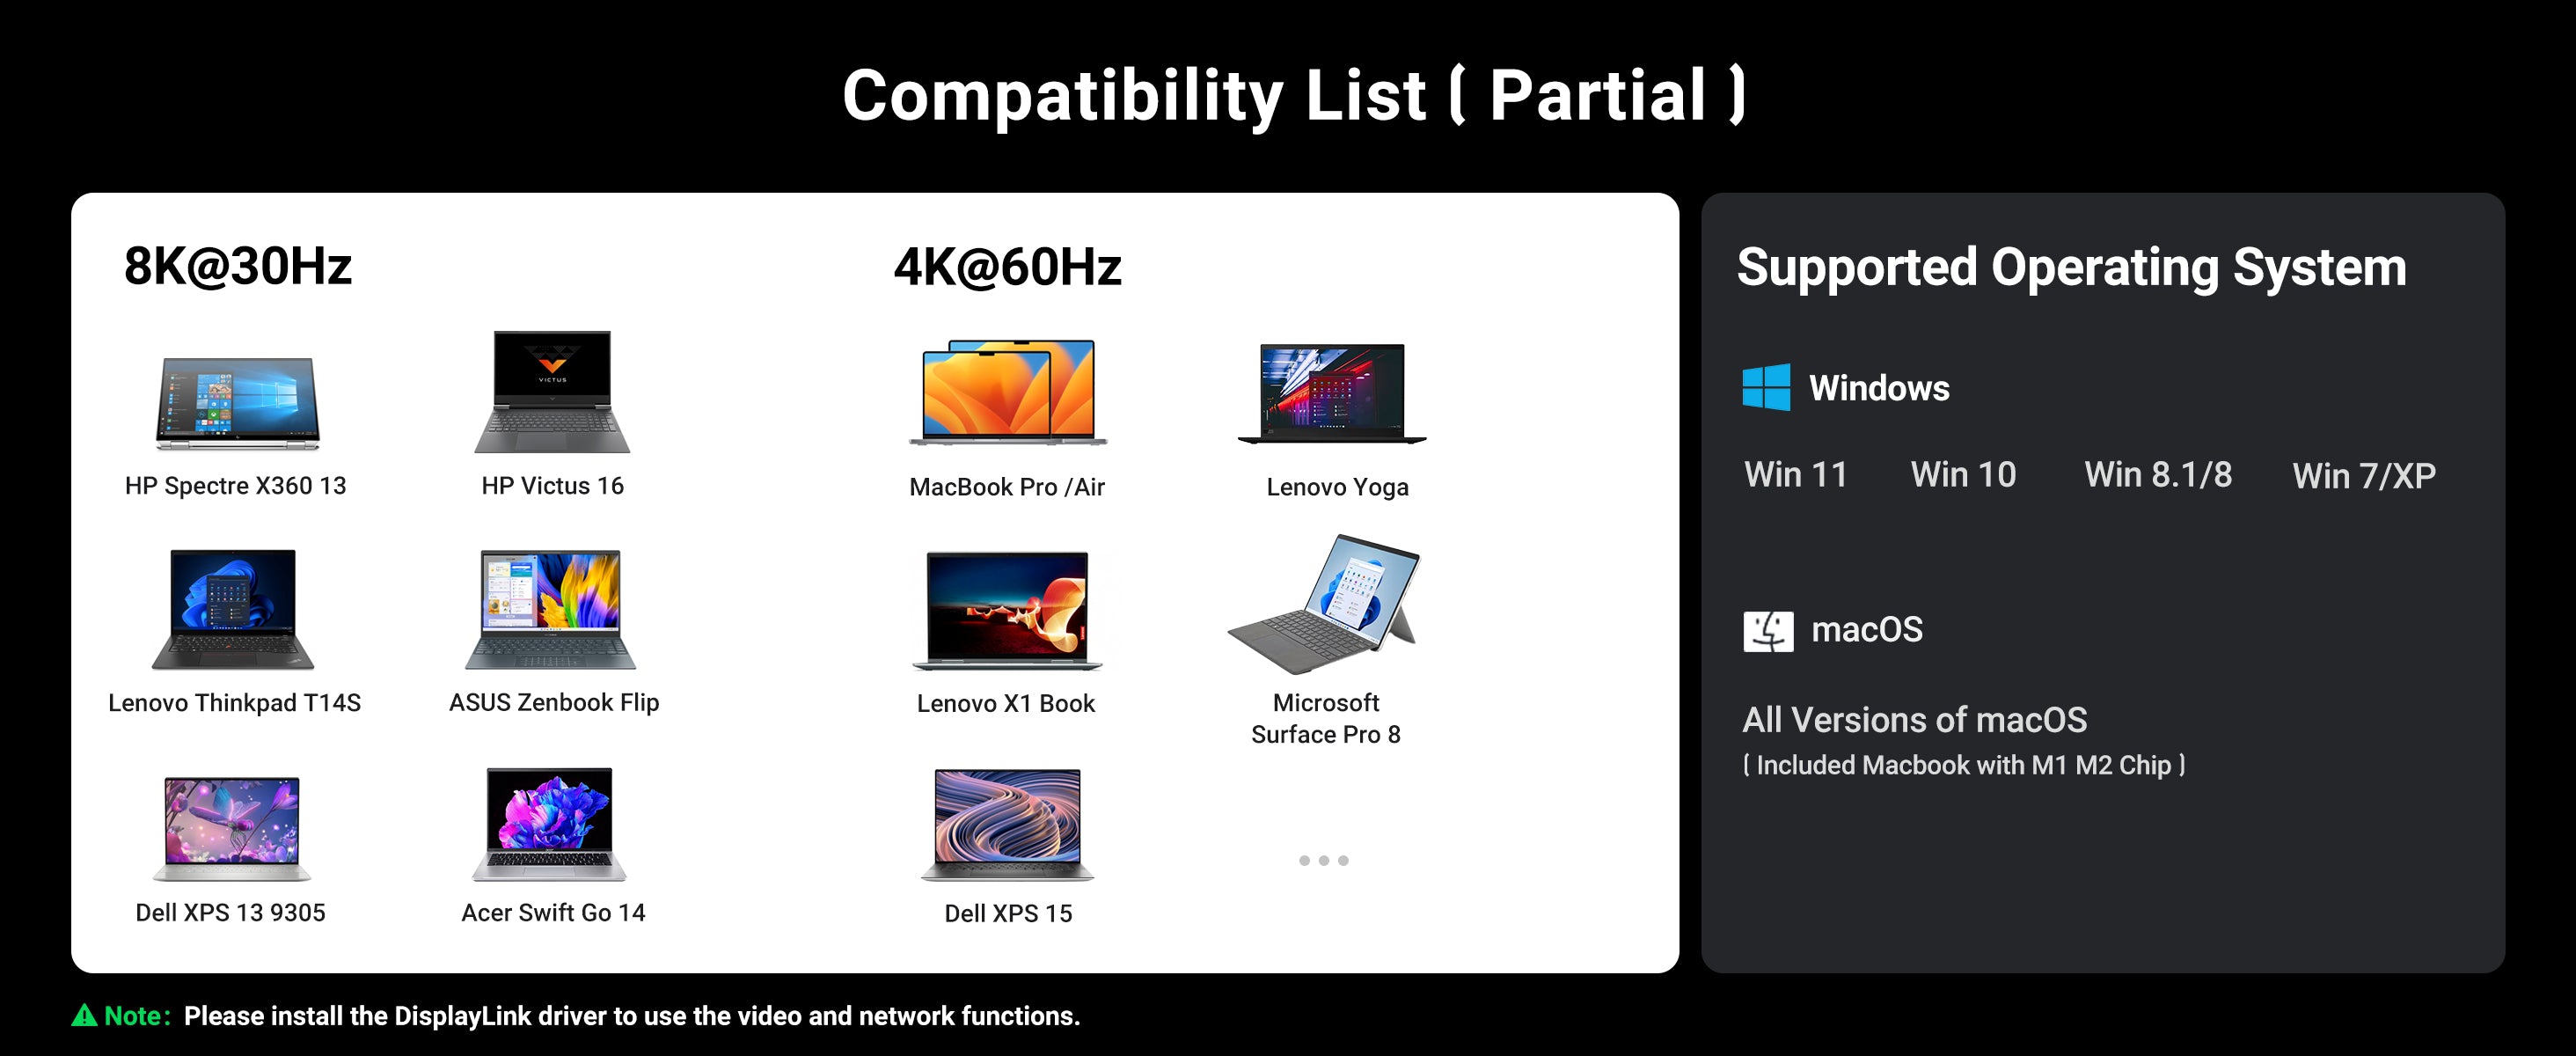 Compatibility List ( Partial )
8K@30Hz
HP Spectre X360 13
VICTUS
HP Victus 16
Lenovo Thinkpad T14S
ASUS Zenbook Flip
Dell XPS 13 9305
Acer Swift Go 14
4K@60Hz
MacBook Pro /Air
Lenovo Yoga
Lenovo X1 Book
Microsoft
Surface Pro 8
Dell XPS 15
Supported Operating System
Windows
Win 11 Win 10 Win 8.1/8 Win 7/XP
macOS
All Versions of macOS
( Included Macbook with M1 M2 Chip )
Note: Please install the DisplayLink driver to use the video and network functions.